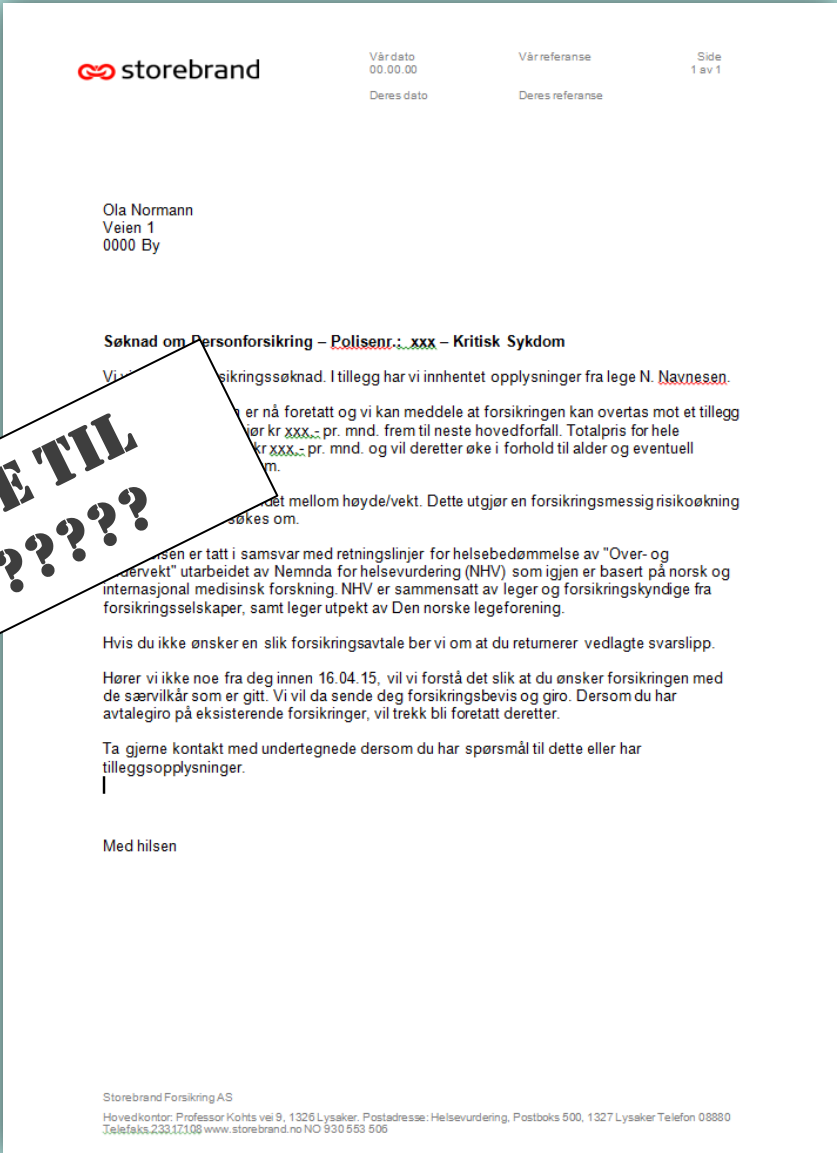 storebrand
Vår dato
00.00.00
Vår referanse
Side
1 av 1
Deres dato
Deres referanse
Ola Normann
Veien 1
0000 By
Søknad om Personforsikring – Polisenr.: xxx – Kritisk Sykdom
Vi sikringssøknad. I tillegg har vi innhentet opplysninger fra lege N. Navnesen.
er nå foretatt og vi kan meddele at forsikringen kan overtas mot et tillegg
kr xxx,- pr. mnd. frem til neste hovedforfall. Totalpris for hele
kr xxx,- pr. mnd. og vil deretter øke i forhold til alder og eventuell
mellom høyde/vekt. Dette utgjør en forsikringsmessig risikoøkning
søkes om.
E TIL
?????
er tatt i samsvar med retningslinjer for helsebedømmelse av "Over- og
undervekt" utarbeidet av Nemnda for helsevurdering (NHV) som igjen er basert på norsk og
internasjonal medisinsk forskning. NHV er sammensatt av leger og forsikringskyndige fra
forsikringsselskaper, samt leger utpekt av Den norske legeforening.
Hvis du ikke ønsker en slik forsikringsavtale ber vi om at du returnerer vedlagte svarslipp.
Hører vi ikke noe fra deg innen 16.04.15, vil vi forstå det slik at du ønsker forsikringen med
de særvilkår som er gitt. Vi vil da sende deg forsikringsbevis og giro. Dersom du har
avtalegiro på eksisterende forsikringer, vil trekk bli foretatt deretter.
Ta gjerne kontakt med undertegnede dersom du har spørsmål til dette eller har
tilleggsopplysninger.
Med hilsen
Storebrand Forsikring AS
Hovedkontor: Professor Kohts vei 9, 1326 Lysaker. Postadresse: Helsevurdering, Postboks 500, 1327 Lysaker Telefon 08880
Telefaks 23317108 www.storebrand.no NO 930 553 506